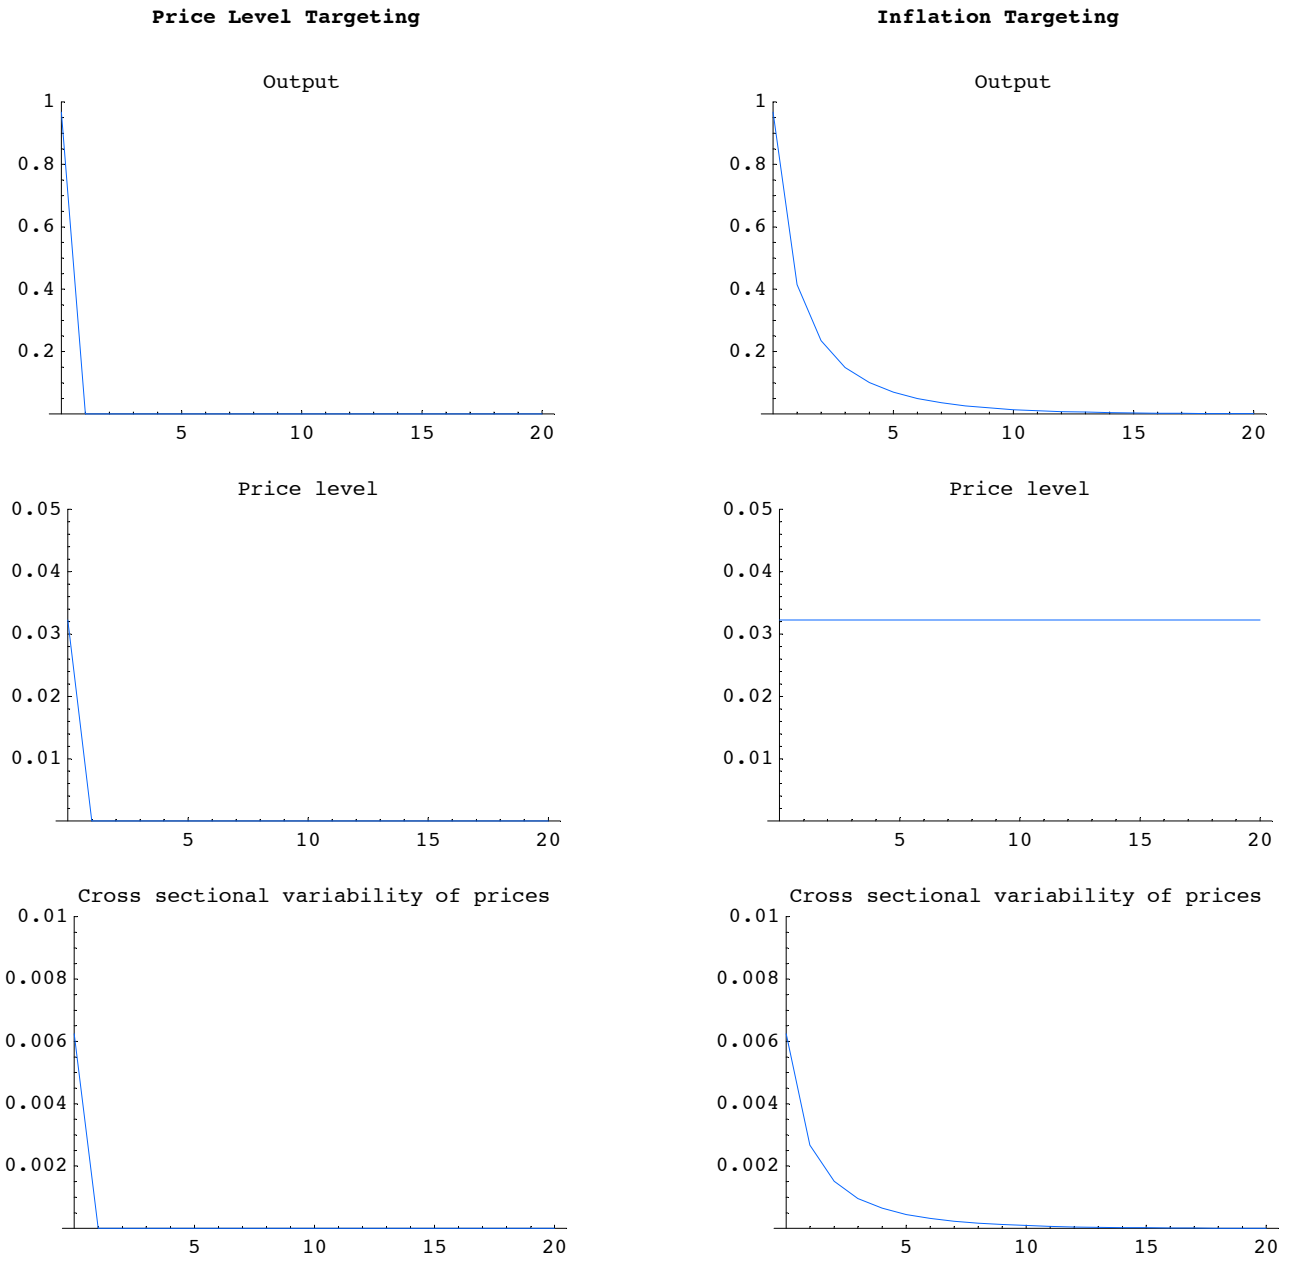 Price Level Targeting
Inflation Targeting
Output
1
0.8
0.6
0.4
0.2
5 10 15 20
Output
1
0.8
0.6
0.4
0.2
5 10 15 20
Price level
0.05
0.04
0.03
0.02
0.01
5 10 15 20
Price level
0.05
0.04
0.03
0.02
0.01
5 10 15 20
Cross sectional variability of prices
0.01
0.008
0.006
0.004
0.002
5 10 15 20
Cross sectional variability of prices
0.01
0.008
0.006
0.004
0.002
5 10 15 20